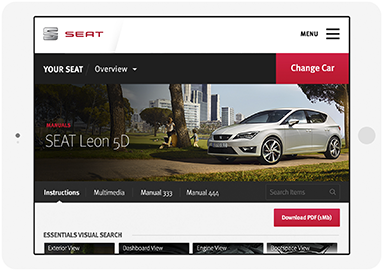 SEAT
MENU
YOUR SEAT
Overview
Change Car
MANUALS
SEAT Leon 5D
Instructions
Multimedia
Manual 333
Manual 444
Search Items
Download PDF (1Mb)
ESSENTIALS VISUAL SEARCH
Exterior View
Dashboard View
Engine View
Bootspace View